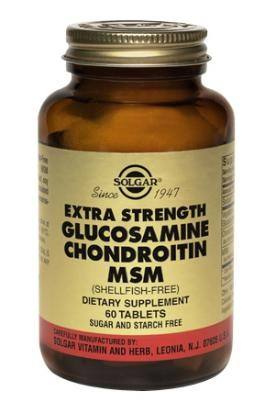 SOLGAR®
Since 1947
EXTRA STRENGTH
GLUCOSAMINE
CHONDROITIN
MSM
(SHELLFISH-FREE)
DIETARY SUPPLEMENT
60 TABLETS
SUGAR AND STARCH FREE
CAREFULLY MANUFACTURED BY:
SOLGAR VITAMIN AND HERB, LEONIA, N.J. 07605 U.S.A.